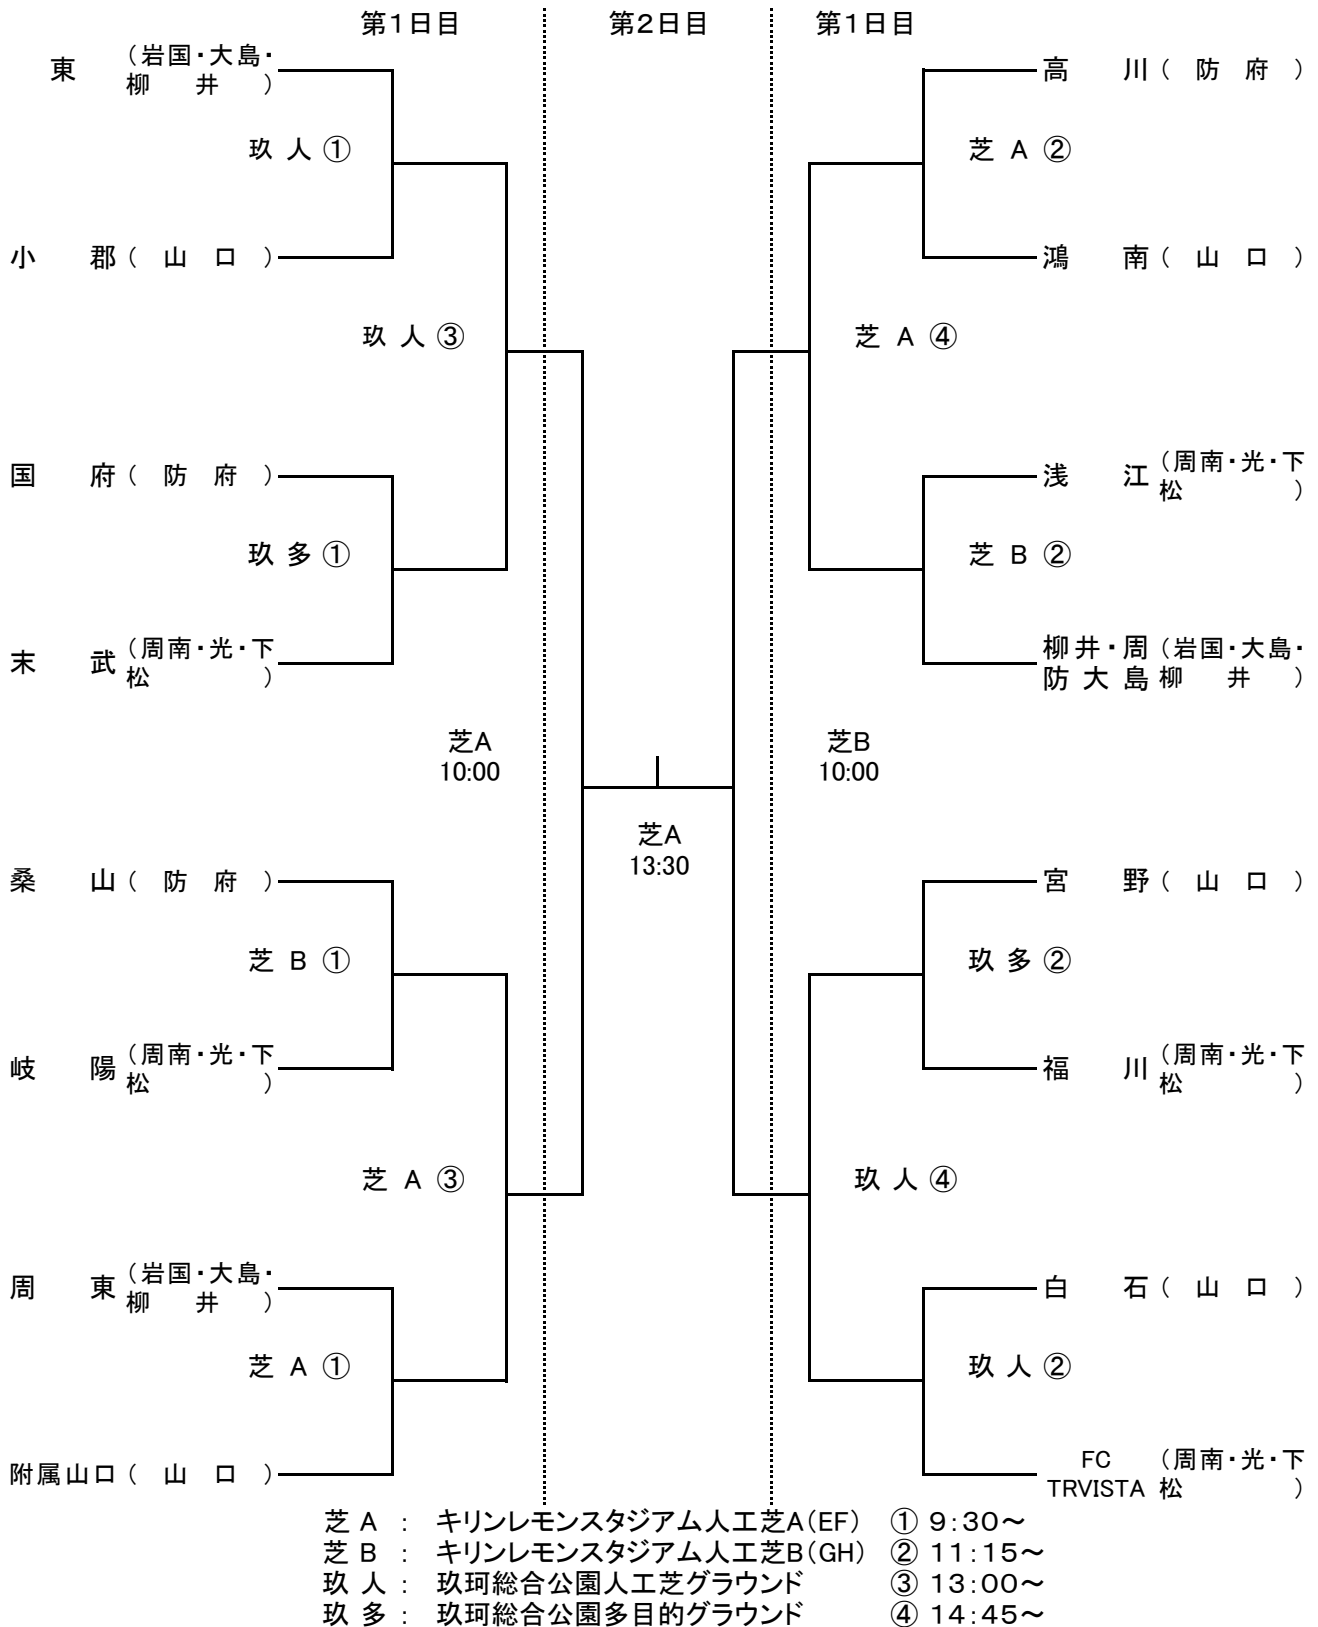 第1日目 第2日目 第1日目
東 (岩国・大島・
柳 井 )
高 川 ( 防 府 )
玖 人 ①
芝 A ②
小 郡 ( 山 口 )
鴻 南 ( 山 口 )
玖 人 ③
芝 A ④
国 府 ( 防 府 )
浅 江 (周南・光・下
松 )
玖 多 ①
芝 B ②
末 武 (周南・光・下
松 )
柳井・周 (岩国・大島・
防 大 島 柳 井 )
芝A
10:00
芝B
10:00
芝A
13:30
桑 山 ( 防 府 )
宮 野 ( 山 口 )
芝 B ①
玖 多 ②
岐 陽 (周南・光・下
松 )
福 川 (周南・光・下
松 )
芝 A ③
玖 人 ④
周 東 (岩国・大島・
柳 井 )
白 石 ( 山 口 )
芝 A ①
玖 人 ②
附属山口 ( 山 口 )
FC (周南・光・下
TRVISTA 松 )
芝 A : キリンレモンスタジアム人工芝A(EF) ① 9:30~
芝 B : キリンレモンスタジアム人工芝B(GH) ② 11:15~
玖 人 : 玖珂総合公園人工芝グラウンド ③ 13:00~
玖 多 : 玖珂総合公園多目的グラウンド ④ 14:45~